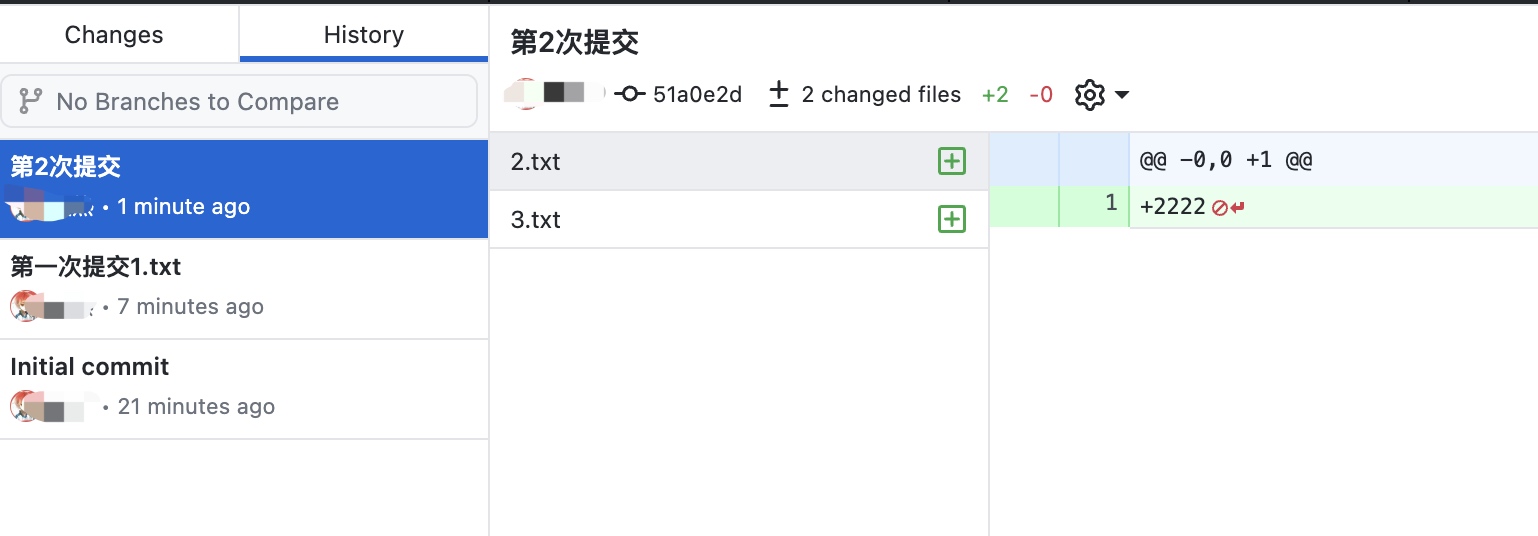 Changes
History
No Branches to Compare
第2次提交
• 1 minute ago
第一次提交1.txt
• 7 minutes ago
Initial commit
• 21 minutes ago
第2次提交
51a0e2d
2 changed files
+2
-0
2.txt
3.txt
@@ -0,0 +1 @@
1
+2222